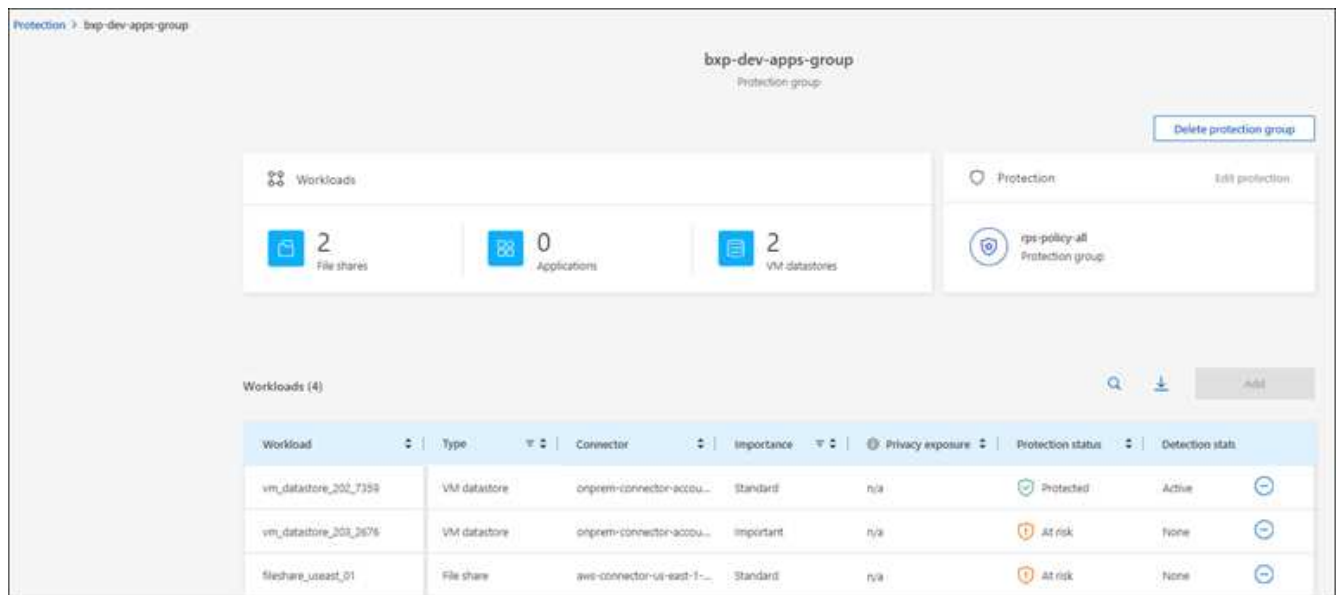 Protection > bxp-dev-apps-group
bxp-dev-apps-group
Protection group
Delete protection group
Workloads
Protection
Edit protection
2
File shares
0
Applications
2
VM datastores
rps-policy-all
Protection group
Workloads (4)
Add
Workload Type Connector Importance Privacy exposure Protection status Detection stat
vm_datastore_202_7359 VM datastore onprem-connector-accou... Standard n/a Protected Active
vm_datastore_203_2676 VM datastore onprem-connector-accou... Important n/a At risk None
fileshare_useast_01 File share aws-connector-us-east-1-... Standard n/a At risk None